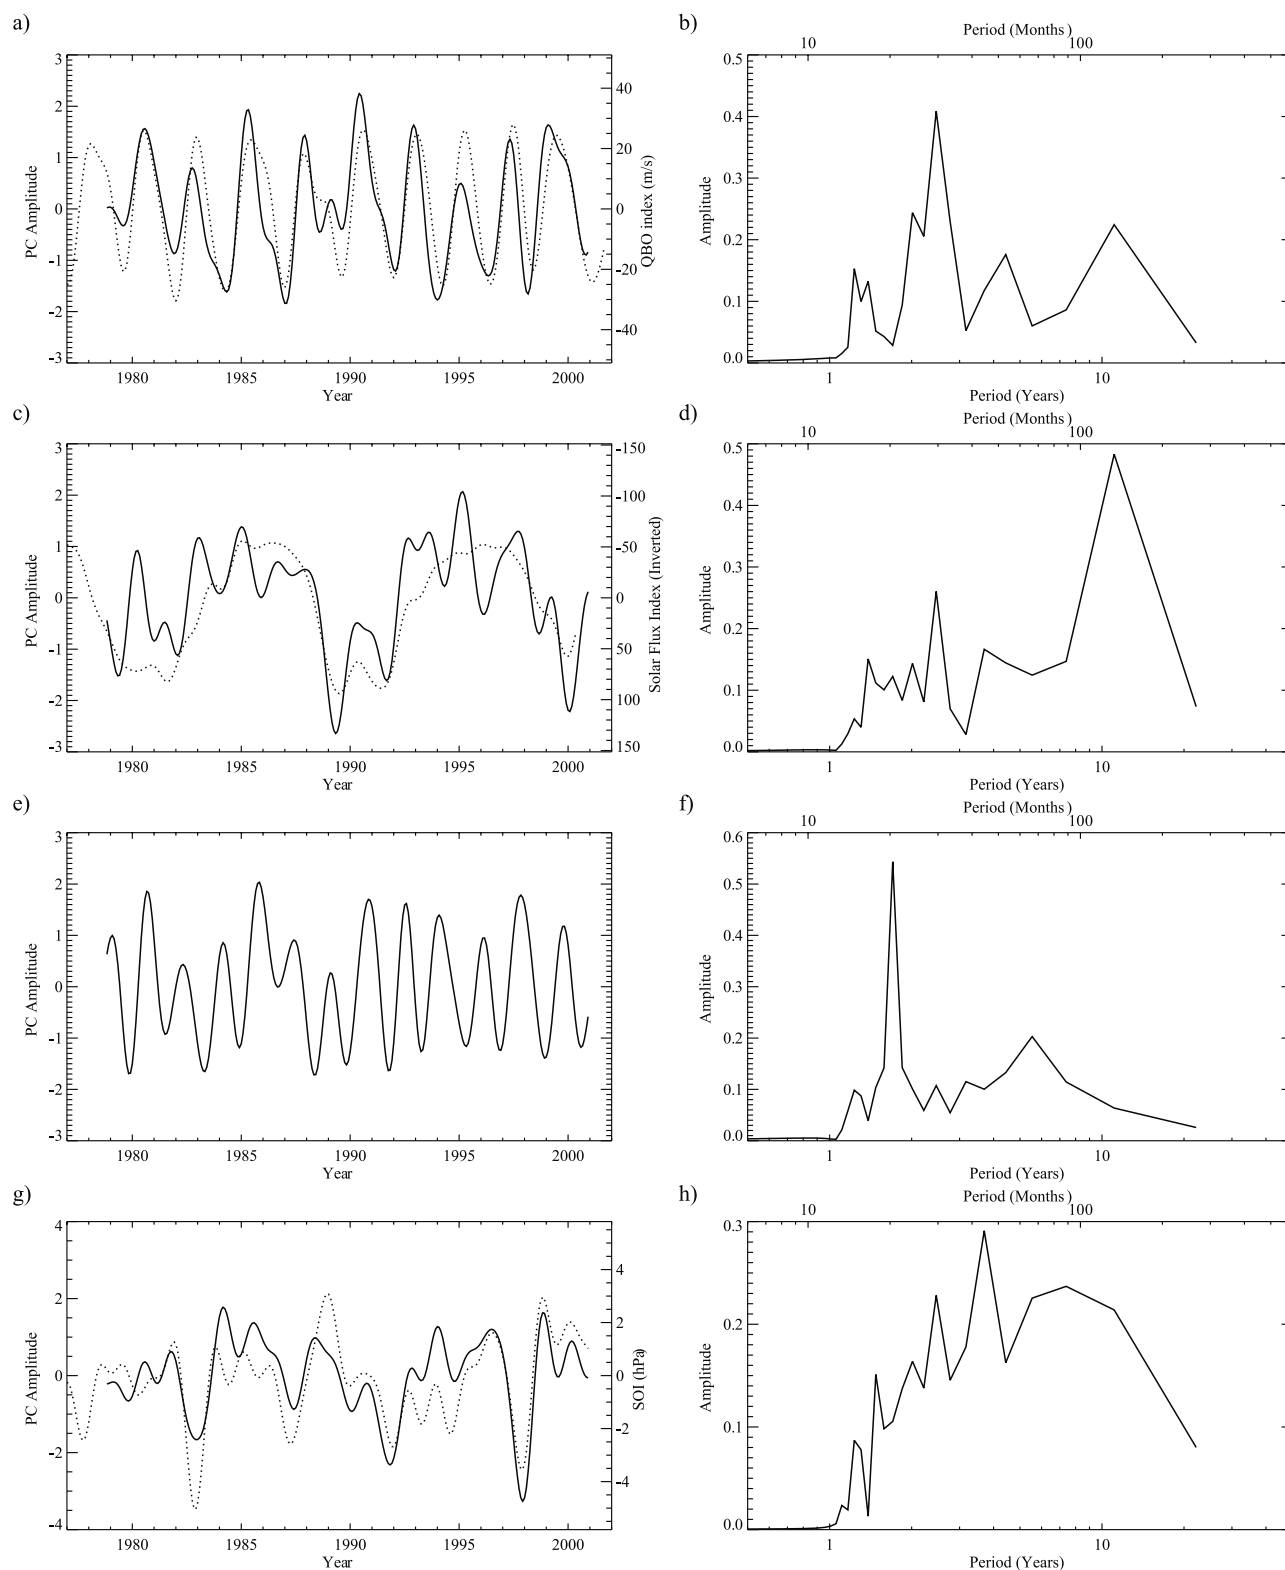 a)
b)
Period (Months)
10 100
3
2
1
0
-1
-2
-3
PC Amplitude
40
20
0
-20
-40
QBO index (m/s)
1980 1985 1990 1995 2000
Year
0.5
0.4
0.3
0.2
0.1
0.0
Amplitude
1 10
Period (Years)
c)
d)
Period (Months)
10 100
3
2
1
0
-1
-2
-3
PC Amplitude
-150
-100
-50
0
50
100
150
Solar Flux Index (Inverted)
1980 1985 1990 1995 2000
Year
0.5
0.4
0.3
0.2
0.1
0.0
Amplitude
1 10
Period (Years)
e)
f)
Period (Months)
10 100
3
2
1
0
-1
-2
-3
PC Amplitude
1980 1985 1990 1995 2000
Year
0.6
0.5
0.4
0.3
0.2
0.1
0.0
Amplitude
1 10
Period (Years)
g)
h)
Period (Months)
10 100
4
2
0
-2
-4
PC Amplitude
4
2
0
-2
-4
SOI (hPa)
1980 1985 1990 1995 2000
Year
0.3
0.2
0.1
0.0
Amplitude
1 10
Period (Years)